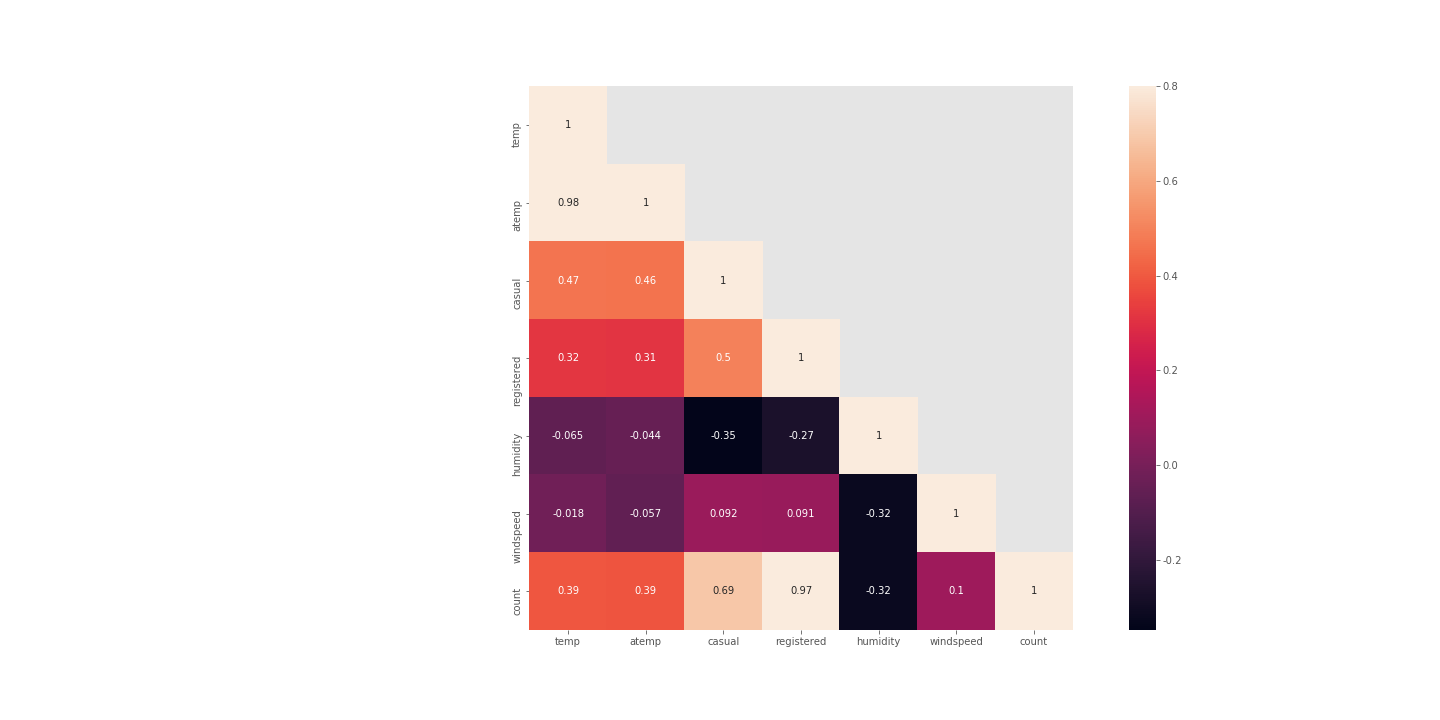 0.8
temp 1
0.6
atemp 0.98 1
casual 0.47 0.46 1
0.4
registered 0.32 0.31 0.5 1
0.2
humidity -0.065 -0.044 -0.35 -0.27 1
0.0
windspeed -0.018 -0.057 0.092 0.091 -0.32 1
-0.2
count 0.39 0.39 0.69 0.97 -0.32 0.1 1
temp atemp casual registered humidity windspeed count